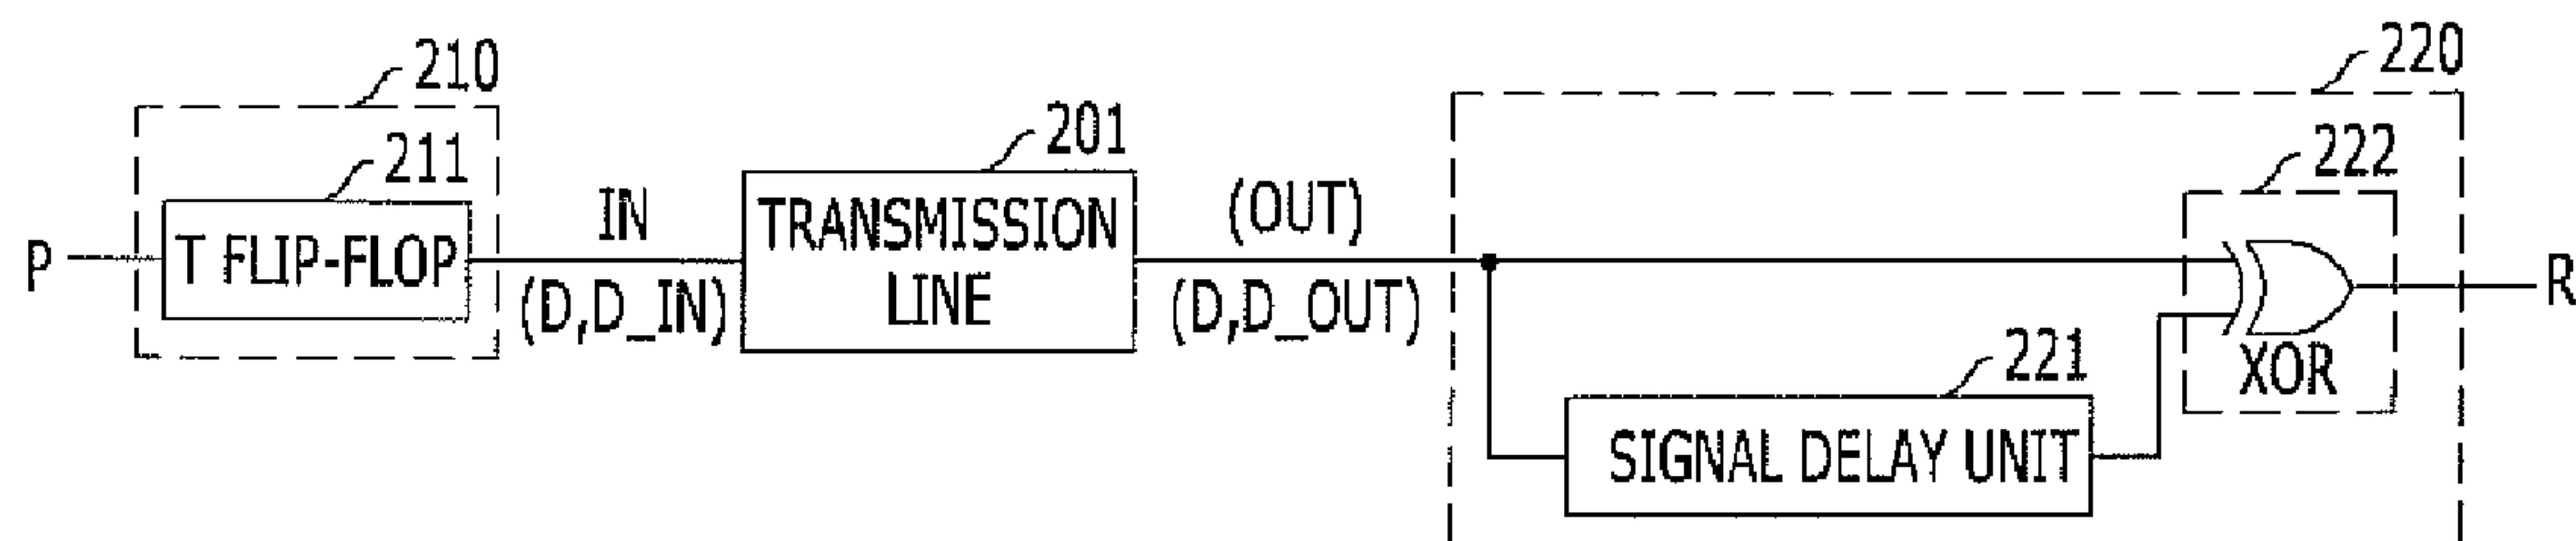 210
211
P
T FLIP-FLOP
IN
(D,D_IN)
201
TRANSMISSION
LINE
(OUT)
(D,D_OUT)
220
222
XOR
R
221
SIGNAL DELAY UNIT